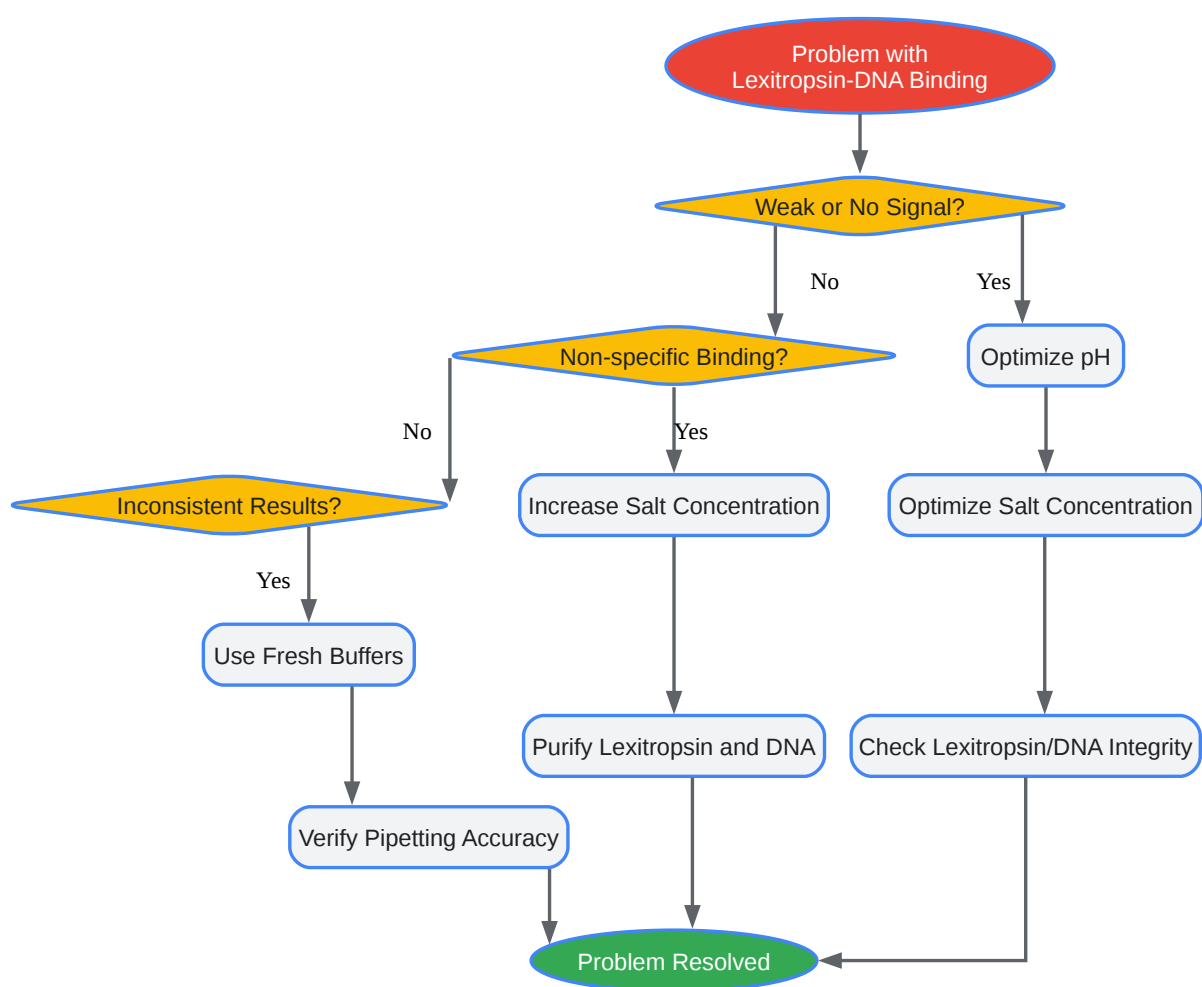 Problem with
Lexitropsin-DNA Binding
Weak or No Signal?
No
Yes
Non-specific Binding?
Optimize pH
No
Yes
Inconsistent Results?
Increase Salt Concentration
Optimize Salt Concentration
Yes
Use Fresh Buffers
Purify Lexitropsin and DNA
Check Lexitropsin/DNA Integrity
Verify Pipetting Accuracy
Problem Resolved